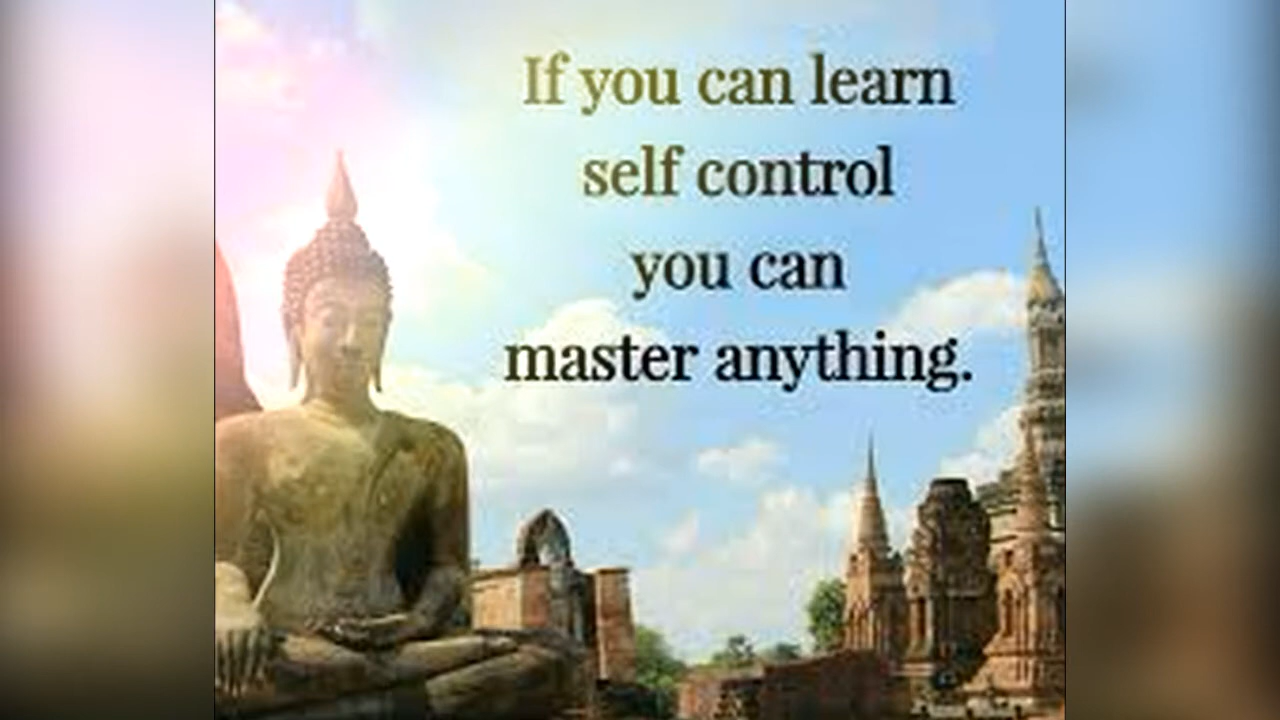 If you can learn
self control
you can
master anything.